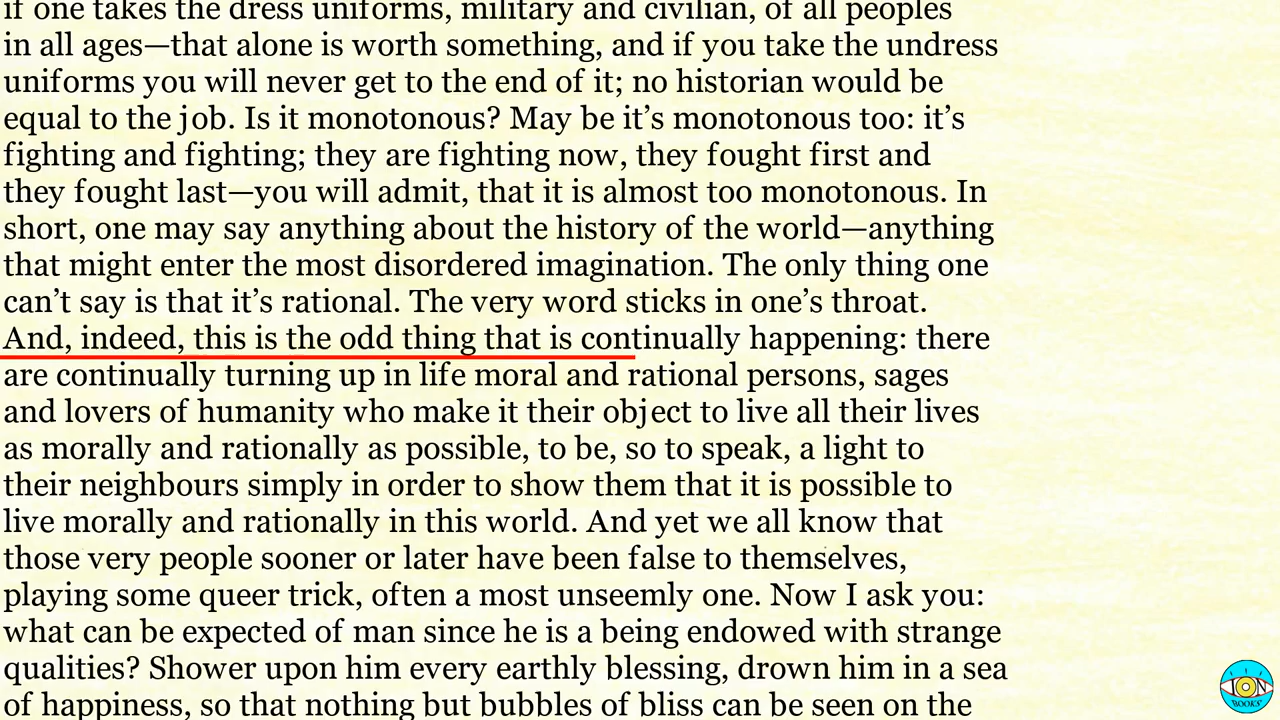 if one takes the dress uniforms, military and civilian, of all peoples
in all ages—that alone is worth something, and if you take the undress
uniforms you will never get to the end of it; no historian would be
equal to the job. Is it monotonous? May be it’s monotonous too: it’s
fighting and fighting; they are fighting now, they fought first and
they fought last—you will admit, that it is almost too monotonous. In
short, one may say anything about the history of the world—anything
that might enter the most disordered imagination. The only thing one
can’t say is that it’s rational. The very word sticks in one’s throat.
And, indeed, this is the odd thing that is continually happening: there
are continually turning up in life moral and rational persons, sages
and lovers of humanity who make it their object to live all their lives
as morally and rationally as possible, to be, so to speak, a light to
their neighbours simply in order to show them that it is possible to
live morally and rationally in this world. And yet we all know that
those very people sooner or later have been false to themselves,
playing some queer trick, often a most unseemly one. Now I ask you:
what can be expected of man since he is a being endowed with strange
qualities? Shower upon him every earthly blessing, drown him in a sea
of happiness, so that nothing but bubbles of bliss can be seen on the
ION
BOOKS